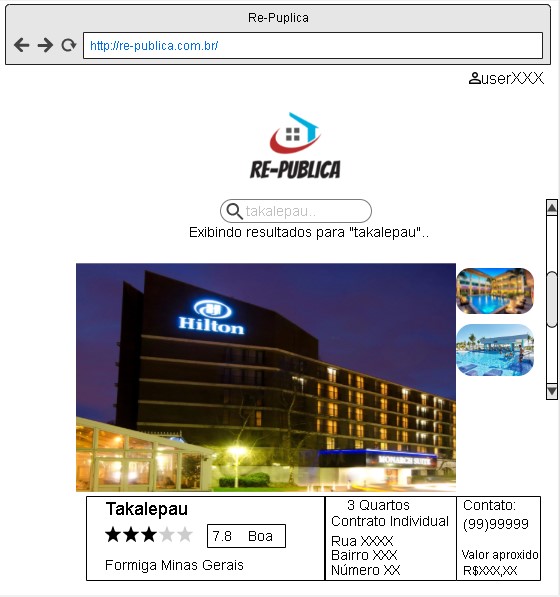 Re-Puplica
http://re-publica.com.br/
userXXX
RE-PUBLICA
takalepau..
Exibindo resultados para "takalepau"..
Hilton
MONARCH SUITE
Takalepau
7.8 Boa
Formiga Minas Gerais
3 Quartos
Contrato Individual
Rua XXXX
Bairro XXX
Número XX
Contato:
(99)99999
Valor aproxido
R$XXX,XX